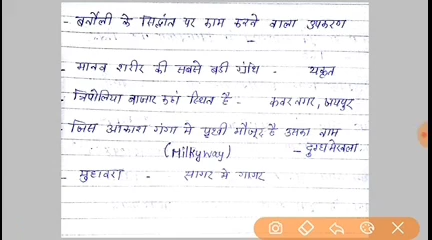 - बर्नौली के सिद्धांत पर काम करने वाला उपकरण
-
- मानव शरीर की सबसे बडी ग्रंथि - यकृत
- त्रिपोलिया बाजार कहां स्थित है - कवर नगर, जयपुर
- जिस आकाश गंगा मे पृथ्वी मौजूद है उसका नाम
(Milkyway) - दुग्धमेखला
- मुहावरा - सागर मे गागर